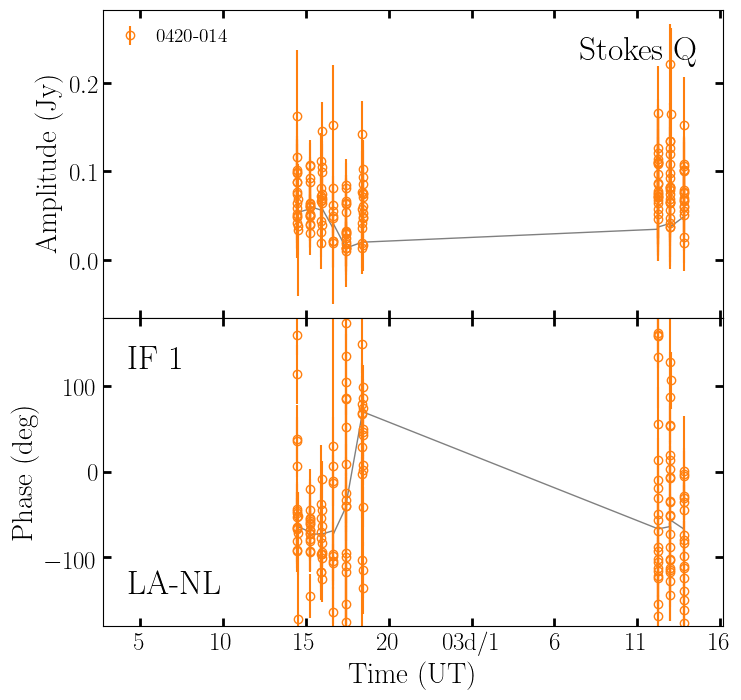 0420-014
Stokes Q
Amplitude (Jy)
0.2
0.1
0.0
IF 1
LA-NL
Phase (deg)
100
0
−100
5 10 15 20 03d/1 6 11 16
Time (UT)